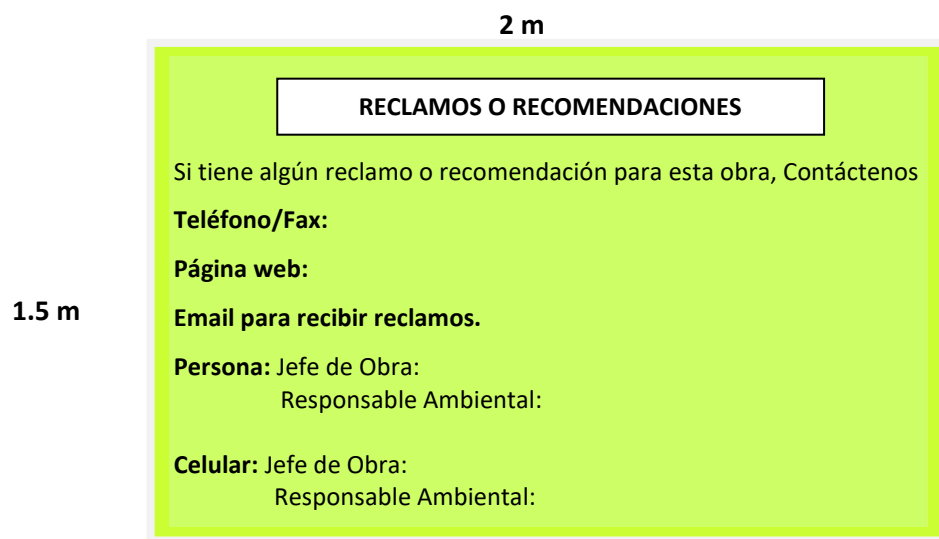 2 m
RECLAMOS O RECOMENDACIONES
Si tiene algún reclamo o recomendación para esta obra, Contáctenos
Teléfono/Fax:
Página web:
1.5 m
Email para recibir reclamos.
Persona: Jefe de Obra:
Responsable Ambiental:
Celular: Jefe de Obra:
Responsable Ambiental: